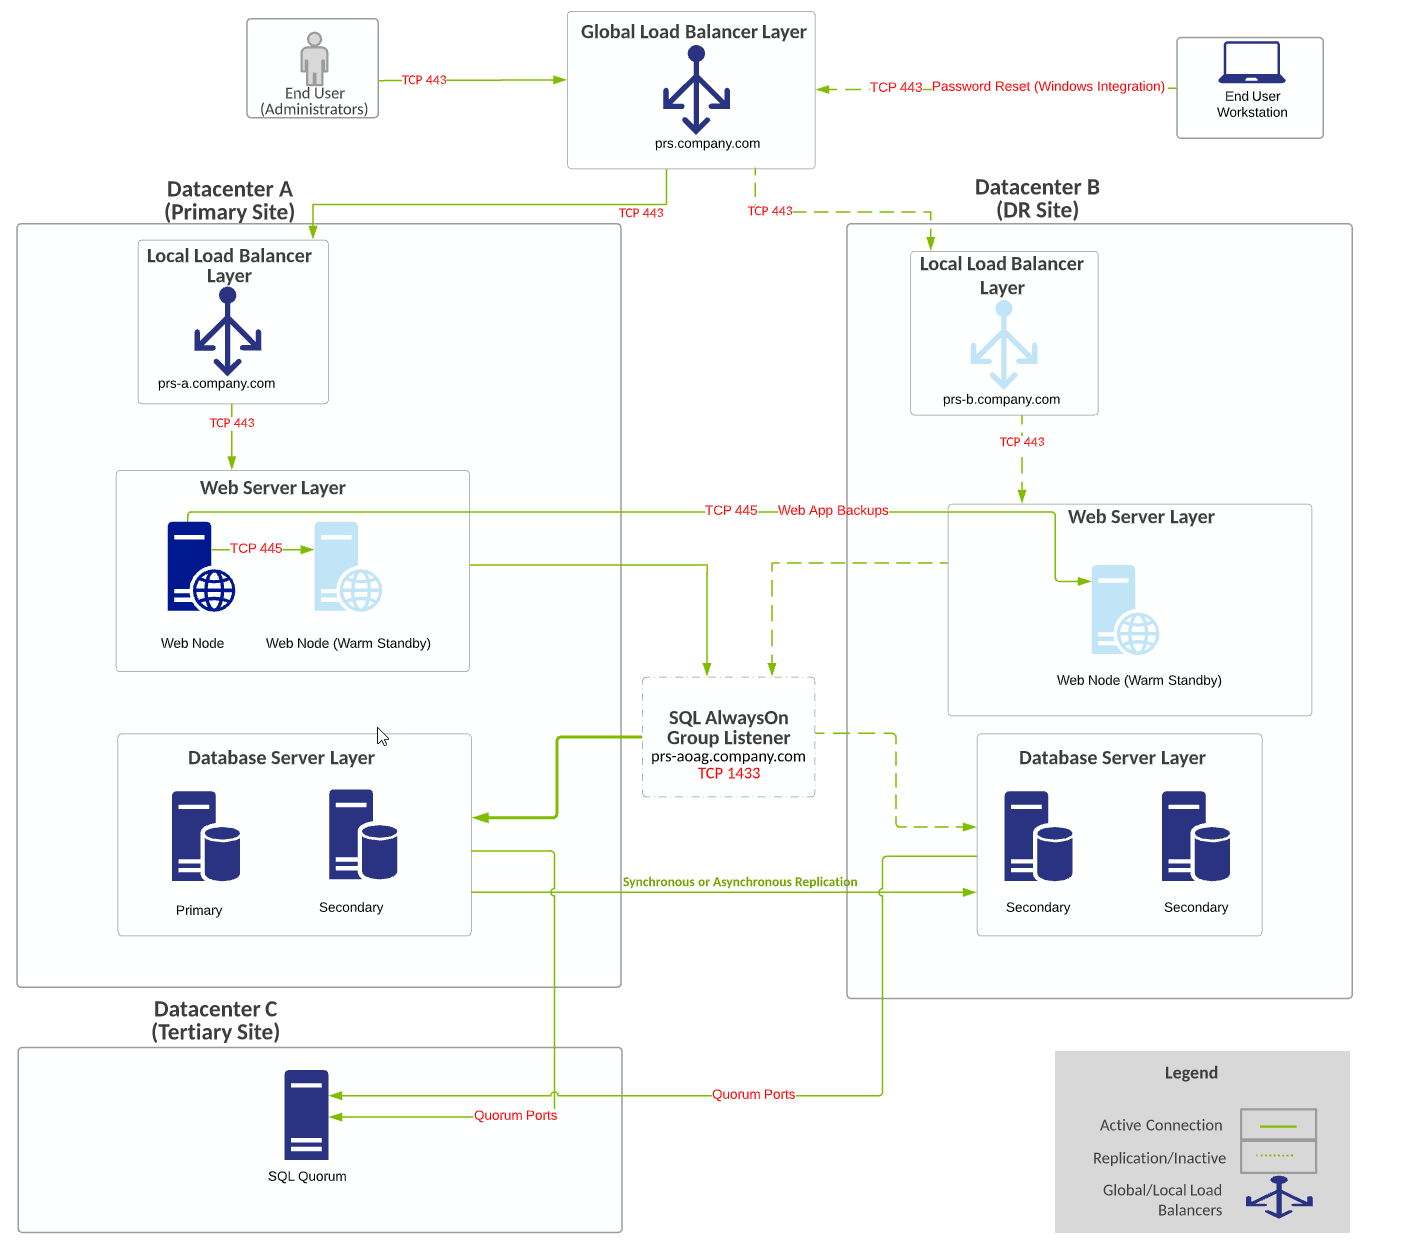 Global Load Balancer Layer
End User
(Administrators)
TCP 443
prs.company.com
TCP 443
Password Reset (Windows Integration)
End User
Workstation
Datacenter A
(Primary Site)
TCP 443
TCP 443
Datacenter B
(DR Site)
Local Load Balancer
Layer
prs-a.company.com
TCP 443
Local Load Balancer
Layer
prs-b.company.com
TCP 443
Web Server Layer
TCP 445
Web Node
Web Node (Warm Standby)
TCP 445
Web App Backups
Web Server Layer
Web Node (Warm Standby)
SQL AlwaysOn
Group Listener
prs-aoag.company.com
TCP 1433
Database Server Layer
Primary
Secondary
Synchronous or Asynchronous Replication
Database Server Layer
Secondary
Secondary
Datacenter C
(Tertiary Site)
SQL Quorum
Quorum Ports
Quorum Ports
Legend
Active Connection
Replication/Inactive
Global/Local Load
Balancers